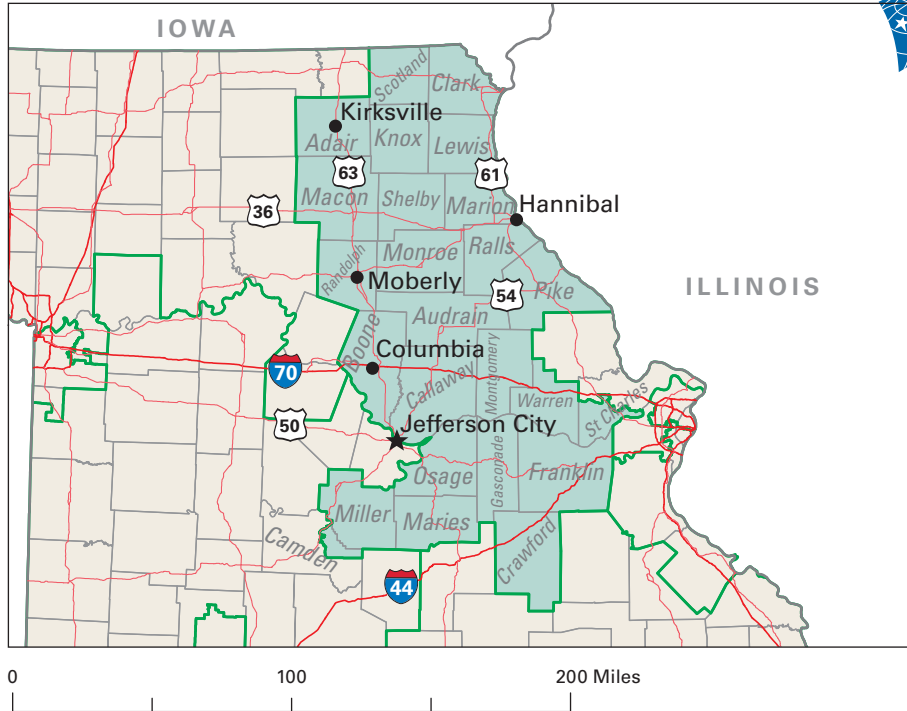 IOWA
Scotland
Clark
Kirksville
Adair
Knox
Lewis
63
61
Macon
Shelby
Marion
Hannibal
36
Monroe
Ralls
Randolph
Moberly
54
Pike
ILLINOIS
Audrain
Boone
Columbia
70
Callaway
Montgomery
Warren
St Charles
50
Jefferson City
Osage
Gasconade
Franklin
Miller
Maries
Camden
Crawford
44
0
100
200 Miles